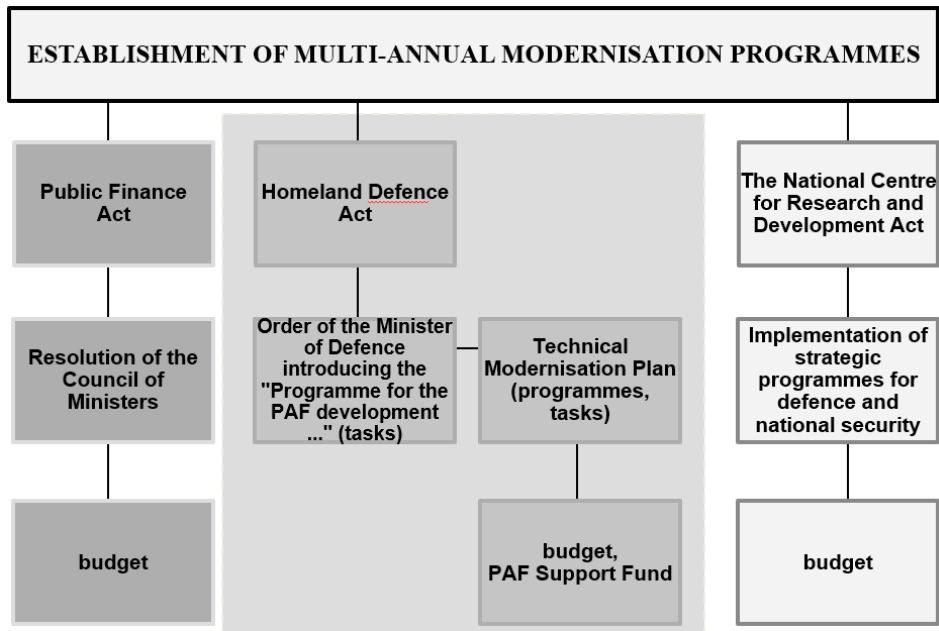 ESTABLISHMENT OF MULTI-ANNUAL MODERNISATION PROGRAMMES
Public Finance
Act
Homeland Defence
Act
The National Centre
for Research and
Development Act
Resolution of the
Council of
Ministers
Order of the Minister
of Defence
introducing the
"Programme for the
PAF development
..." (tasks)
Technical
Modernisation Plan
(programmes,
tasks)
Implementation of
strategic
programmes for
defence and
national security
budget
budget,
PAF Support Fund
budget